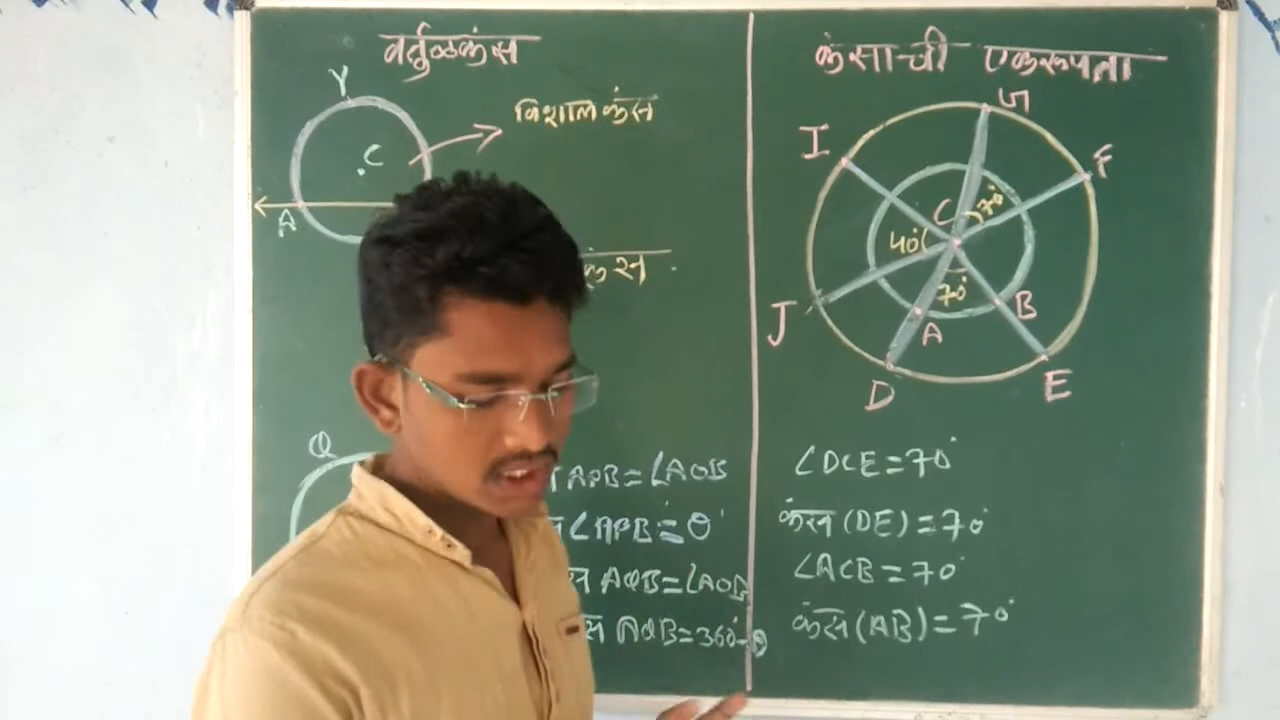 वर्तुळकंस
Y
विशालकंस
C
A
कंस
Q
APB=∠AOB
∠APB=θ
AQB=∠AOB
AQB=360°-θ
कंसाची एकरूपता
G
I
F
C
70°
40°
70°
B
J
A
D
E
∠DCE=70°
कंस(DE)=70°
∠ACB=70°
कंस(AB)=70°